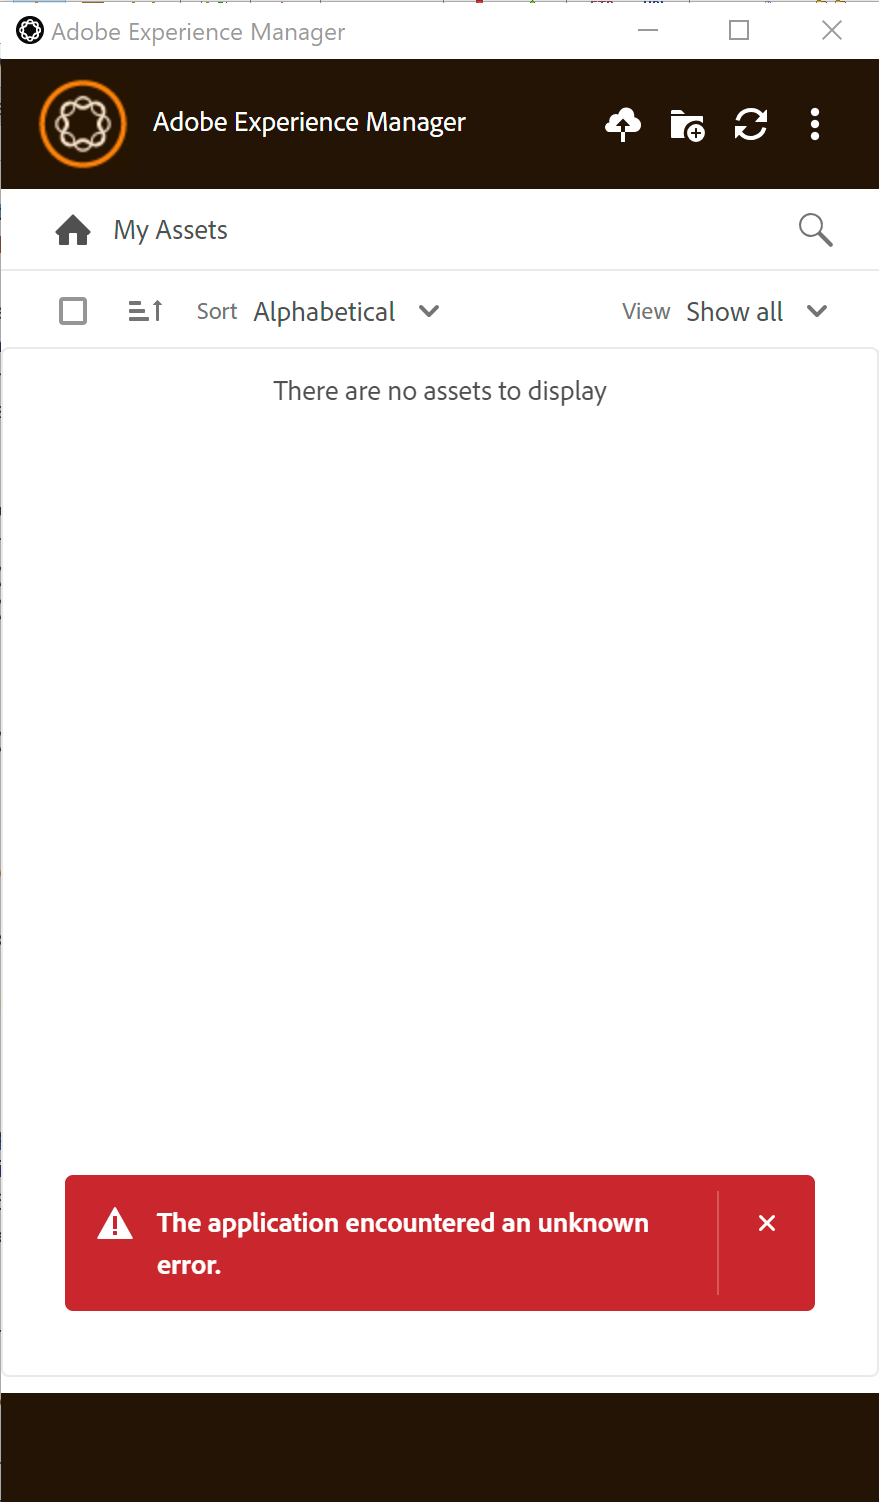 Adobe Experience Manager
Adobe Experience Manager
My Assets
Sort Alphabetical View Show all
There are no assets to display
The application encountered an unknown
error.